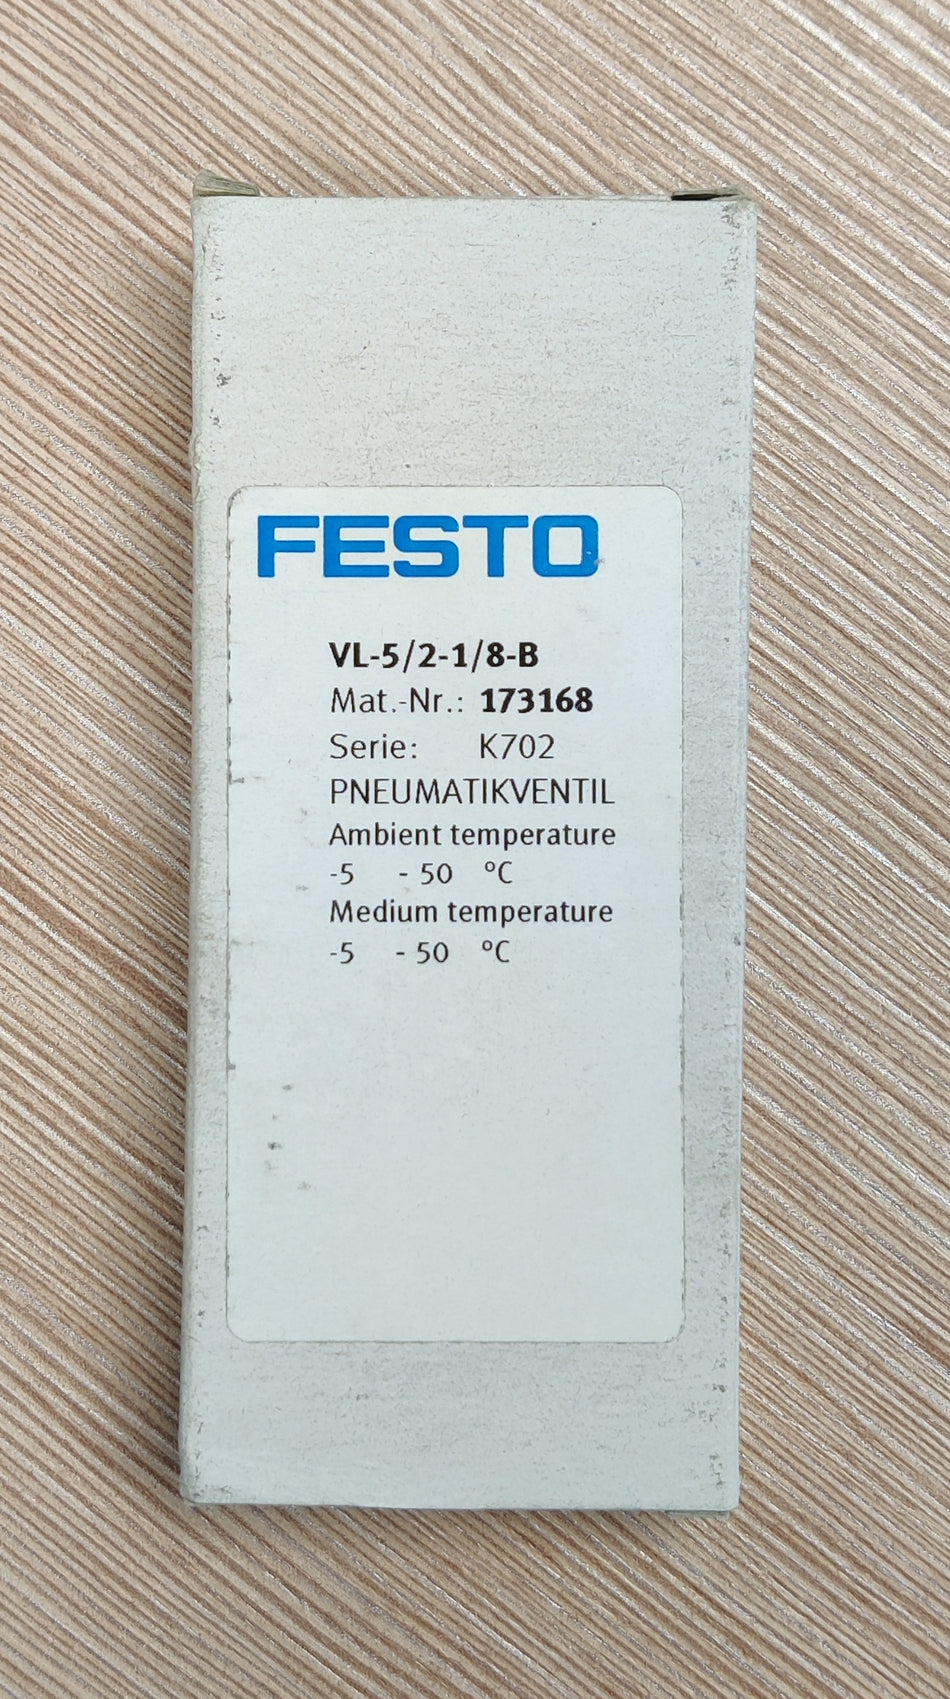 FESTO
VL-5/2-1/8-B
Mat.-Nr.: 173168
Serie: K702
PNEUMATIKVENTIL
Ambient temperature
-5 - 50 °C
Medium temperature
-5 - 50 °C